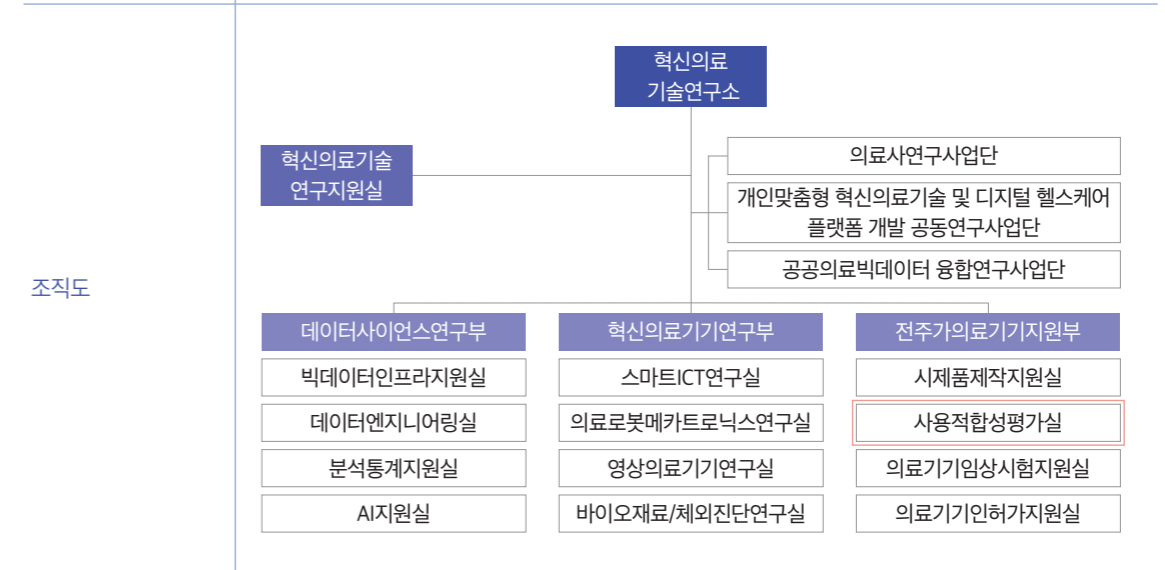 조직도
혁신의료
기술연구소
혁신의료기술
연구지원실
의료사연구사업단
개인맞춤형 혁신의료기술 및 디지털 헬스케어
플랫폼 개발 공동연구사업단
공공의료빅데이터 융합연구사업단
데이터사이언스연구부
빅데이터인프라지원실
데이터엔지니어링실
분석통계지원실
AI지원실
혁신의료기기연구부
스마트ICT연구실
의료로봇메카트로닉스연구실
영상의료기기연구실
바이오재료/체외진단연구실
전주가의료기기지원부
시제품제작지원실
사용적합성평가실
의료기기임상시험지원실
의료기기인허가지원실